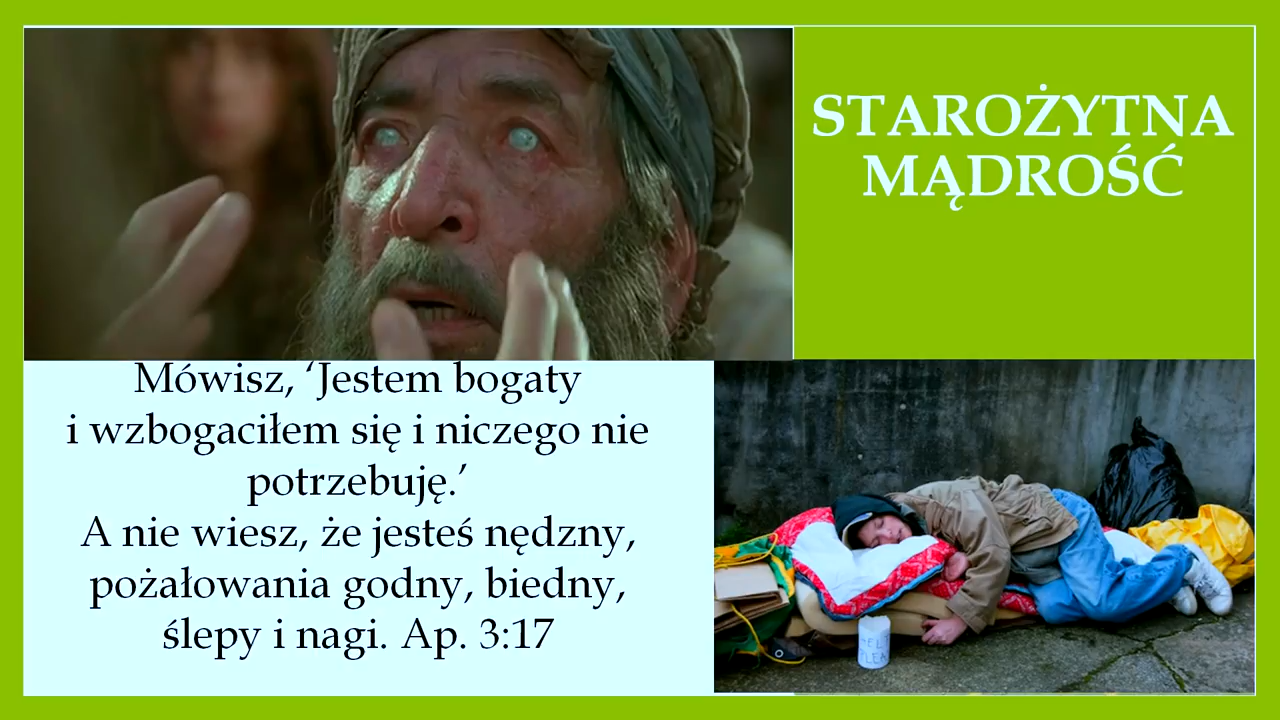 STAROŻYTNA
MĄDROŚĆ
Mówisz, ‘Jestem bogaty
i wzbogaciłem się i niczego nie
potrzebuję.’
A nie wiesz, że jesteś nędzny,
pożałowania godny, biedny,
ślepy i nagi. Ap. 3:17